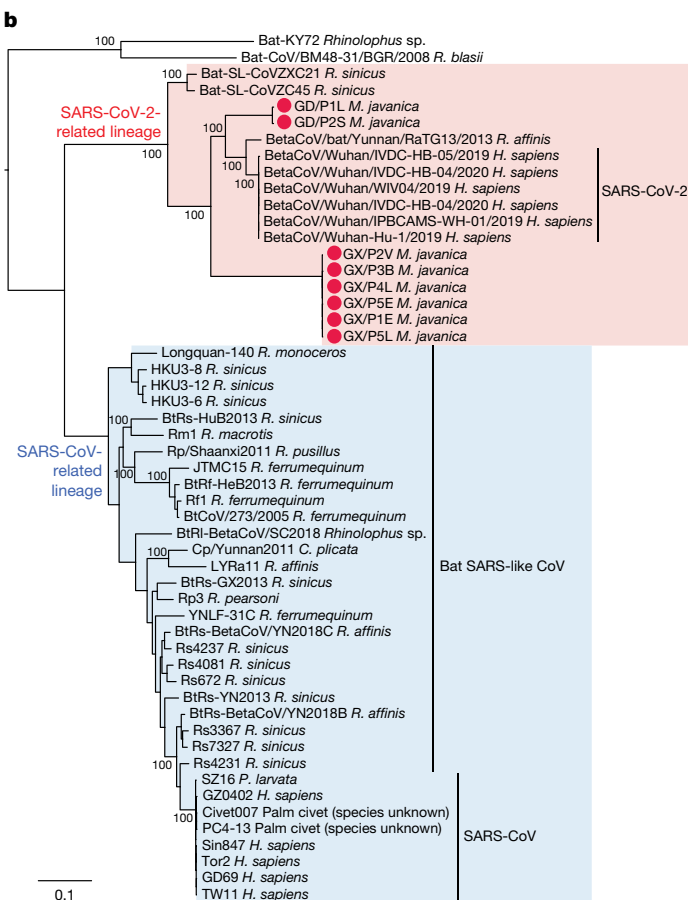 b
100
Bat-KY72 Rhinolophus sp.
Bat-CoV/BM48-31/BGR/2008 R. blasii
100
Bat-SL-CoVZXC21 R. sinicus
Bat-SL-CoVZC45 R. sinicus
SARS-CoV-2-
related lineage
100
GD/P1L M. javanica
GD/P2S M. javanica
100
BetaCoV/bat/Yunnan/RaTG13/2013 R. affinis
100
BetaCoV/Wuhan/IVDC-HB-05/2019 H. sapiens
BetaCoV/Wuhan/IVDC-HB-04/2020 H. sapiens
100
BetaCoV/Wuhan/WIV04/2019 H. sapiens
BetaCoV/Wuhan/IVDC-HB-04/2020 H. sapiens
BetaCoV/Wuhan/IPBCAMS-WH-01/2019 H. sapiens
BetaCoV/Wuhan-Hu-1/2019 H. sapiens
SARS-CoV-2
100
GX/P2V M. javanica
GX/P3B M. javanica
GX/P4L M. javanica
GX/P5E M. javanica
GX/P1E M. javanica
GX/P5L M. javanica
Longquan-140 R. monoceros
HKU3-8 R. sinicus
HKU3-12 R. sinicus
HKU3-6 R. sinicus
100
BtRs-HuB2013 R. sinicus
Rm1 R. macrotis
SARS-CoV-
related
lineage
100
Rp/Shaanxi2011 R. pusillus
100
JTMC15 R. ferrumequinum
BtRf-HeB2013 R. ferrumequinum
Rf1 R. ferrumequinum
BtCoV/273/2005 R. ferrumequinum
BtRl-BetaCoV/SC2018 Rhinolophus sp.
100
Cp/Yunnan2011 C. plicata
LYRa11 R. affinis
Bat SARS-like CoV
BtRs-GX2013 R. sinicus
Rp3 R. pearsoni
YNLF-31C R. ferrumequinum
BtRs-BetaCoV/YN2018C R. affinis
Rs4237 R. sinicus
Rs4081 R. sinicus
Rs672 R. sinicus
BtRs-YN2013 R. sinicus
BtRs-BetaCoV/YN2018B R. affinis
Rs3367 R. sinicus
Rs7327 R. sinicus
100
Rs4231 R. sinicus
SZ16 P. larvata
GZ0402 H. sapiens
Civet007 Palm civet (species unknown)
100
PC4-13 Palm civet (species unknown)
SARS-CoV
Sin847 H. sapiens
Tor2 H. sapiens
GD69 H. sapiens
TW11 H. sapiens
0.1